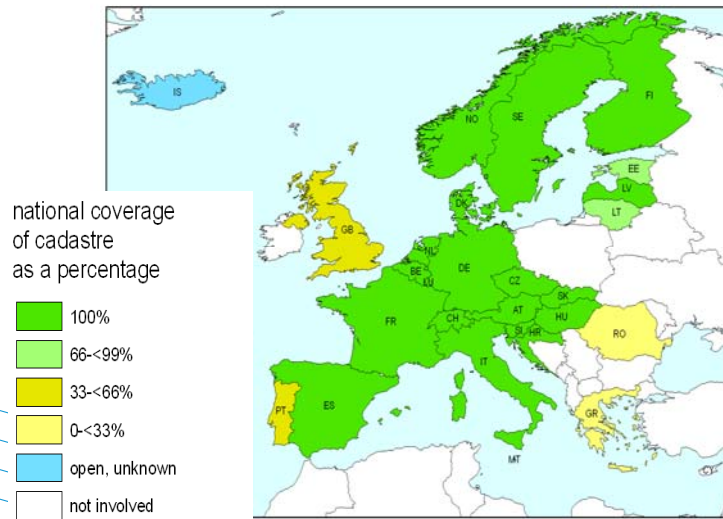 IS
NO
SE
FI
EE
LV
LT
DK
GB
NL
BE
LU
DE
CZ
SK
FR
CH
AT
HU
SI
HR
RO
IT
PT
ES
GR
MT
national coverage
of cadastre
as a percentage
100%
66-<99%
33-<66%
0-<33%
open, unknown
not involved